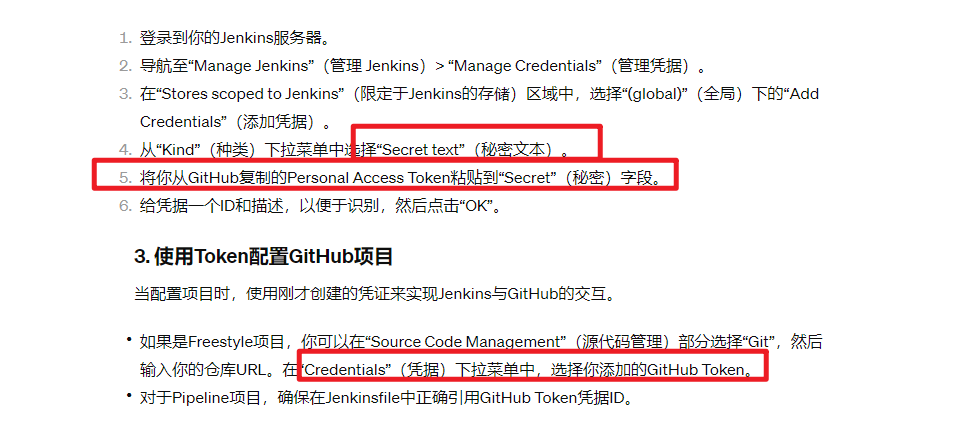 1. 登录到你的Jenkins服务器。
2. 导航至“Manage Jenkins”（管理 Jenkins）> “Manage Credentials”（管理凭据）。
3. 在“Stores scoped to Jenkins”（限定于Jenkins的存储）区域中，选择“(global)”（全局）下的“Add
Credentials”（添加凭据）。
4. 从“Kind”（种类）下拉菜单中选择“Secret text”（秘密文本）。
5. 将你从GitHub复制的Personal Access Token粘贴到“Secret”（秘密）字段。
6. 给凭据一个ID和描述，以便于识别，然后点击“OK”。
3. 使用Token配置GitHub项目
当配置项目时，使用刚才创建的凭证来实现Jenkins与GitHub的交互。
• 如果是Freestyle项目，你可以在“Source Code Management”（源代码管理）部分选择“Git”，然后
输入你的仓库URL。在“Credentials”（凭据）下拉菜单中，选择你添加的GitHub Token。
• 对于Pipeline项目，确保在Jenkinsfile中正确引用GitHub Token凭据ID。